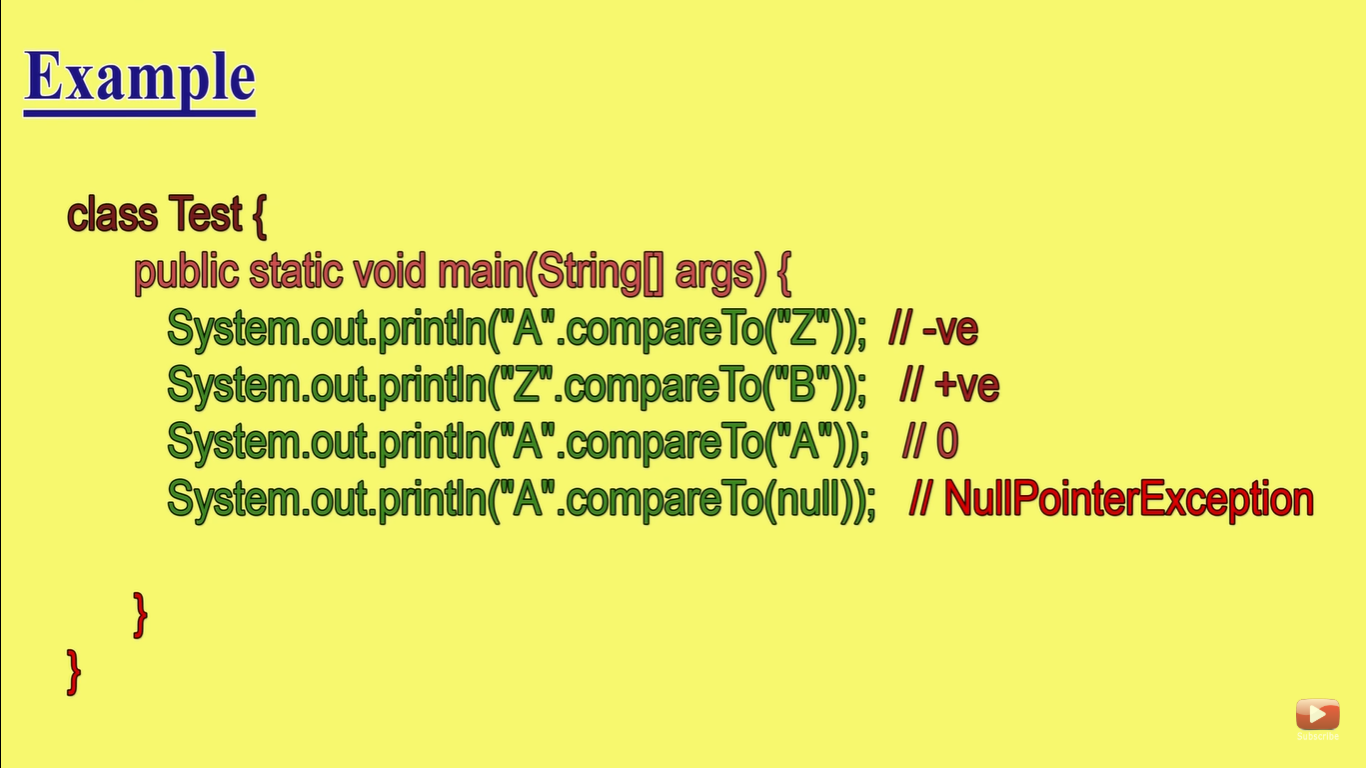 Example
class Test {
public static void main(String[] args) {
System.out.println("A".compareTo("Z")); // -ve
System.out.println("Z".compareTo("B")); // +ve
System.out.println("A".compareTo("A")); // 0
System.out.println("A".compareTo(null)); // NullPointerException
}
}
Subscribe